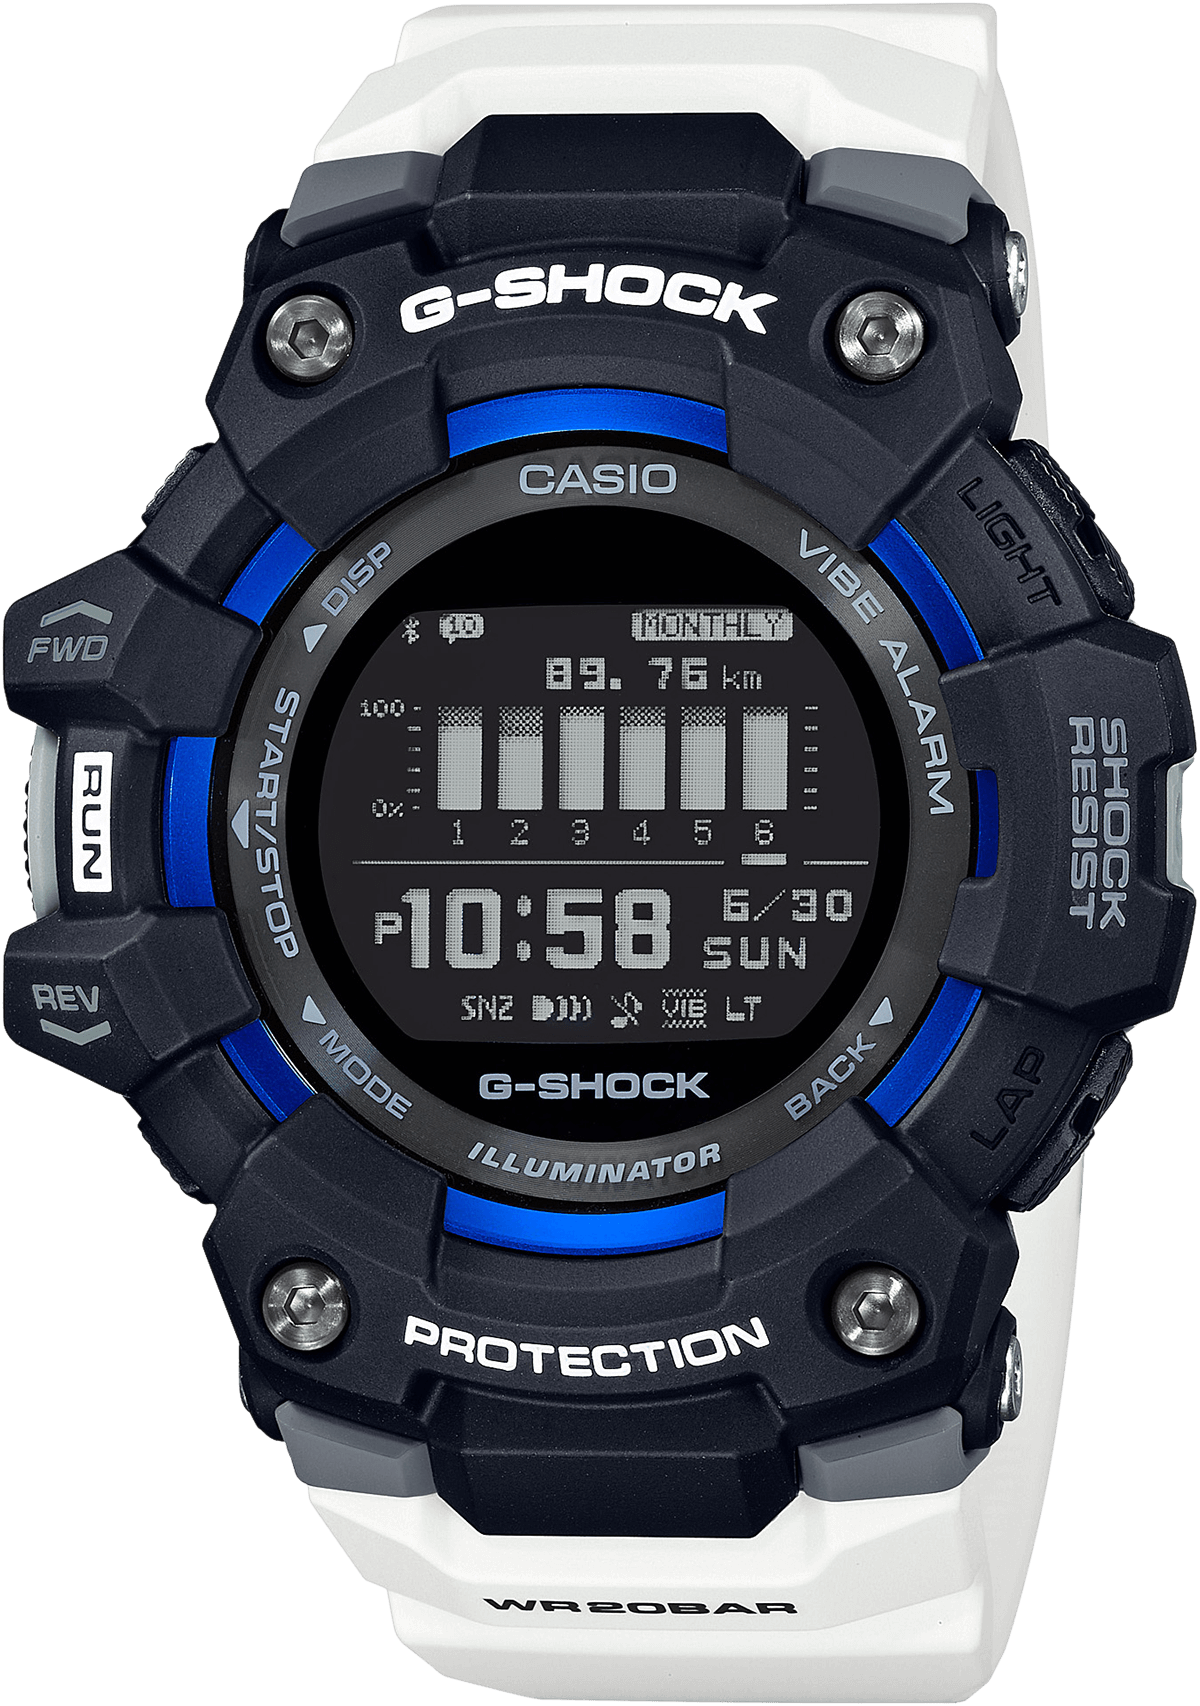 G-SHOCK
CASIO
DISP
LIGHT
VIBE ALARM
FWD
10
MONTHLY
89.76 km
100
0%
1 2 3 4 5 6
START/STOP
RUN
SHOCK
RESIST
P 10:58
6/30
SUN
REV
SNZ
VIB
LT
MODE
BACK
LAP
G-SHOCK
ILLUMINATOR
PROTECTION
WR20BAR